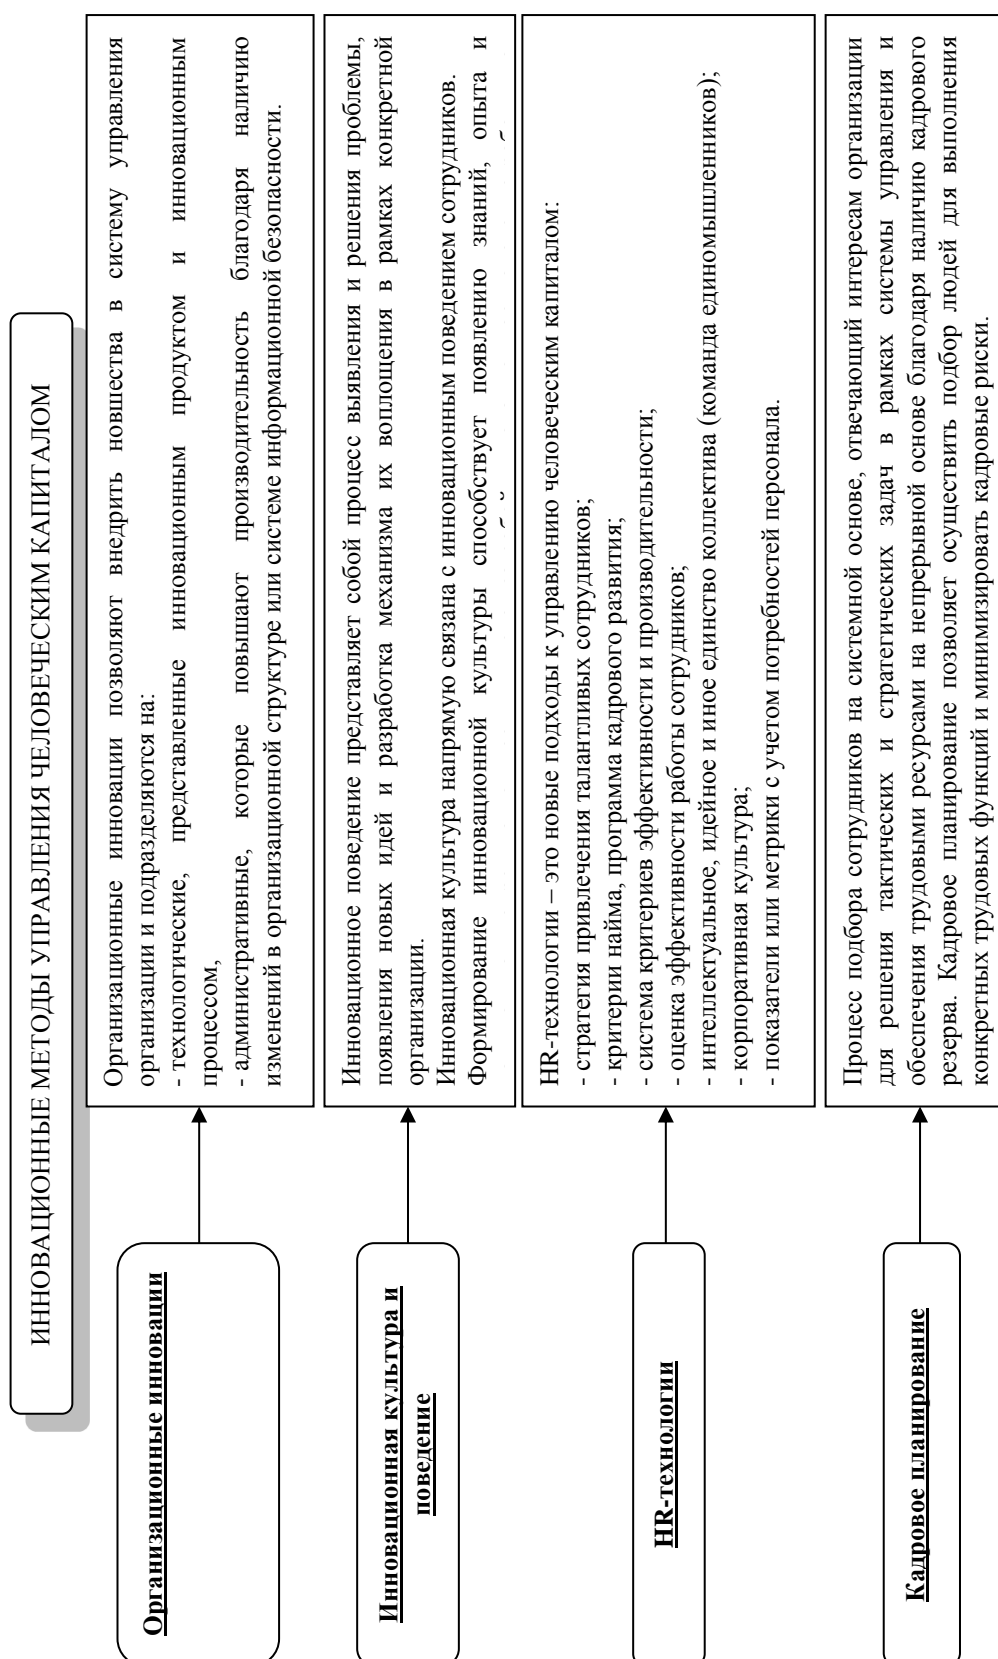 ИННОВАЦИОННЫЕ МЕТОДЫ УПРАВЛЕНИЯ ЧЕЛОВЕЧЕСКИМ КАПИТАЛОМ
Организационные инновации
Организационные инновации позволяют внедрить новшества в систему управления
организации и подразделяются на:
- технологические, представленные инновационным продуктом и инновационным
процессом,
- административные, которые повышают производительность благодаря наличию
изменений в организационной структуре или системе информационной безопасности.
Инновационная культура и
поведение
Инновационное поведение представляет собой процесс выявления и решения проблемы,
появления новых идей и разработка механизма их воплощения в рамках конкретной
организации.
Инновационная культура напрямую связана с инновационным поведением сотрудников.
Формирование инновационной культуры способствует появлению знаний, опыта и
HR-технологии
HR-технологии – это новые подходы к управлению человеческим капиталом:
- стратегия привлечения талантливых сотрудников;
- критерии найма, программа кадрового развития;
- система критериев эффективности и производительности;
- оценка эффективности работы сотрудников;
- интеллектуальное, идейное и иное единство коллектива (команда единомышленников);
- корпоративная культура;
- показатели или метрики с учетом потребностей персонала.
Кадровое планирование
Процесс подбора сотрудников на системной основе, отвечающий интересам организации
для решения тактических и стратегических задач в рамках системы управления и
обеспечения трудовыми ресурсами на непрерывной основе благодаря наличию кадрового
резерва. Кадровое планирование позволяет осуществить подбор людей для выполнения
конкретных трудовых функций и минимизировать кадровые риски.